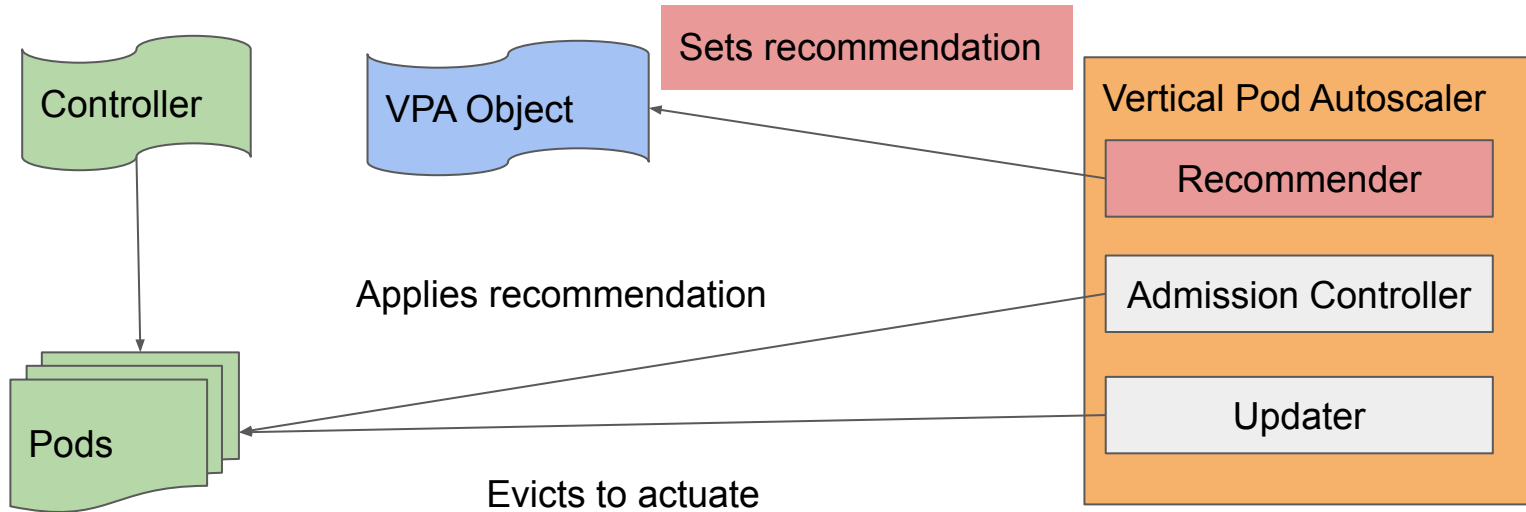 Sets recommendation
Controller
VPA Object
Vertical Pod Autoscaler
Recommender
Applies recommendation
Admission Controller
Updater
Pods
Evicts to actuate